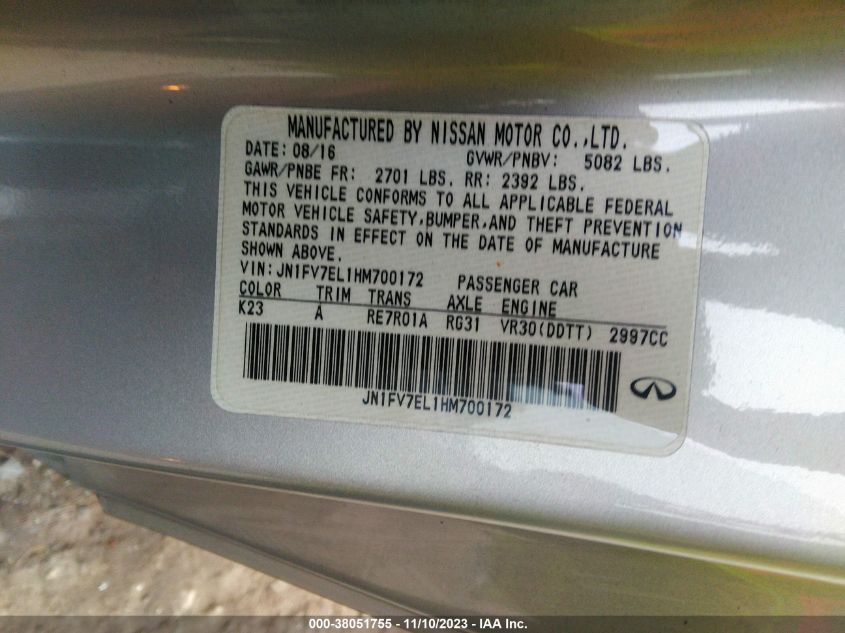 MANUFACTURED BY NISSAN MOTOR CO.,LTD.
DATE: 08/16 GVWR/PNBV: 5082 LBS.
GAWR/PNBE FR: 2701 LBS. RR: 2392 LBS.
THIS VEHICLE CONFORMS TO ALL APPLICABLE FEDERAL
MOTOR VEHICLE SAFETY,BUMPER,AND THEFT PREVENTION
STANDARDS IN EFFECT ON THE DATE OF MANUFACTURE
SHOWN ABOVE.
VIN: JN1FV7EL1HM700172 PASSENGER CAR
COLOR TRIM TRANS AXLE ENGINE
K23 A RE7R01A RG31 VR30(DDTT) 2997CC
JN1FV7EL1HM700172
000-38051755 - 11/10/2023 - IAAI, Inc.